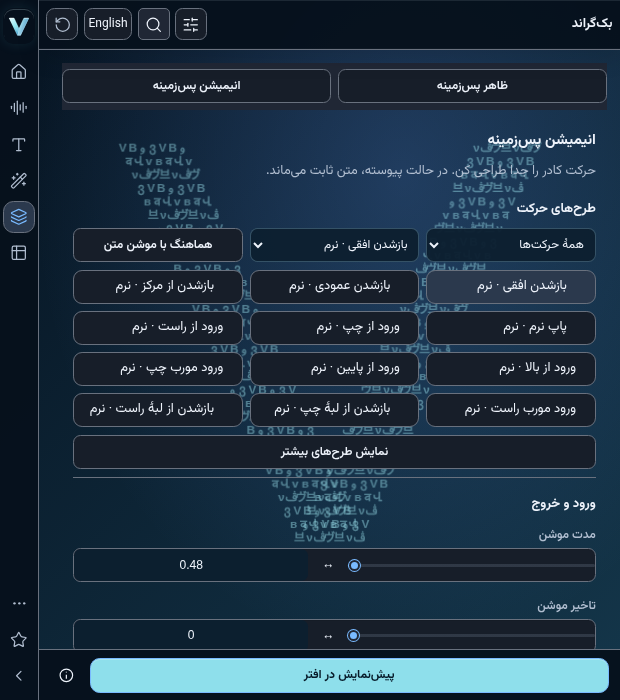 بک‌گراند
English
ظاهر پس‌زمینه
انیمیشن پس‌زمینه
انیمیشن پس‌زمینه
حرکت کادر را جدا طراحی کن. در حالت پیوسته، متن ثابت می‌ماند.
طرح‌های حرکت
همهٔ حرکت‌ها
بازشدن افقی · نرم
هماهنگ با موشن متن
بازشدن افقی · نرم
بازشدن عمودی · نرم
بازشدن از مرکز · نرم
پاپ نرم · نرم
ورود از چپ · نرم
ورود از راست · نرم
ورود از بالا · نرم
ورود از پایین · نرم
ورود مورب چپ · نرم
ورود مورب راست · نرم
بازشدن از لبهٔ چپ · نرم
بازشدن از لبهٔ راست · نرم
نمایش طرح‌های بیشتر
ورود و خروج
مدت موشن
0.48
تاخیر موشن
0
پیش‌نمایش در افتر